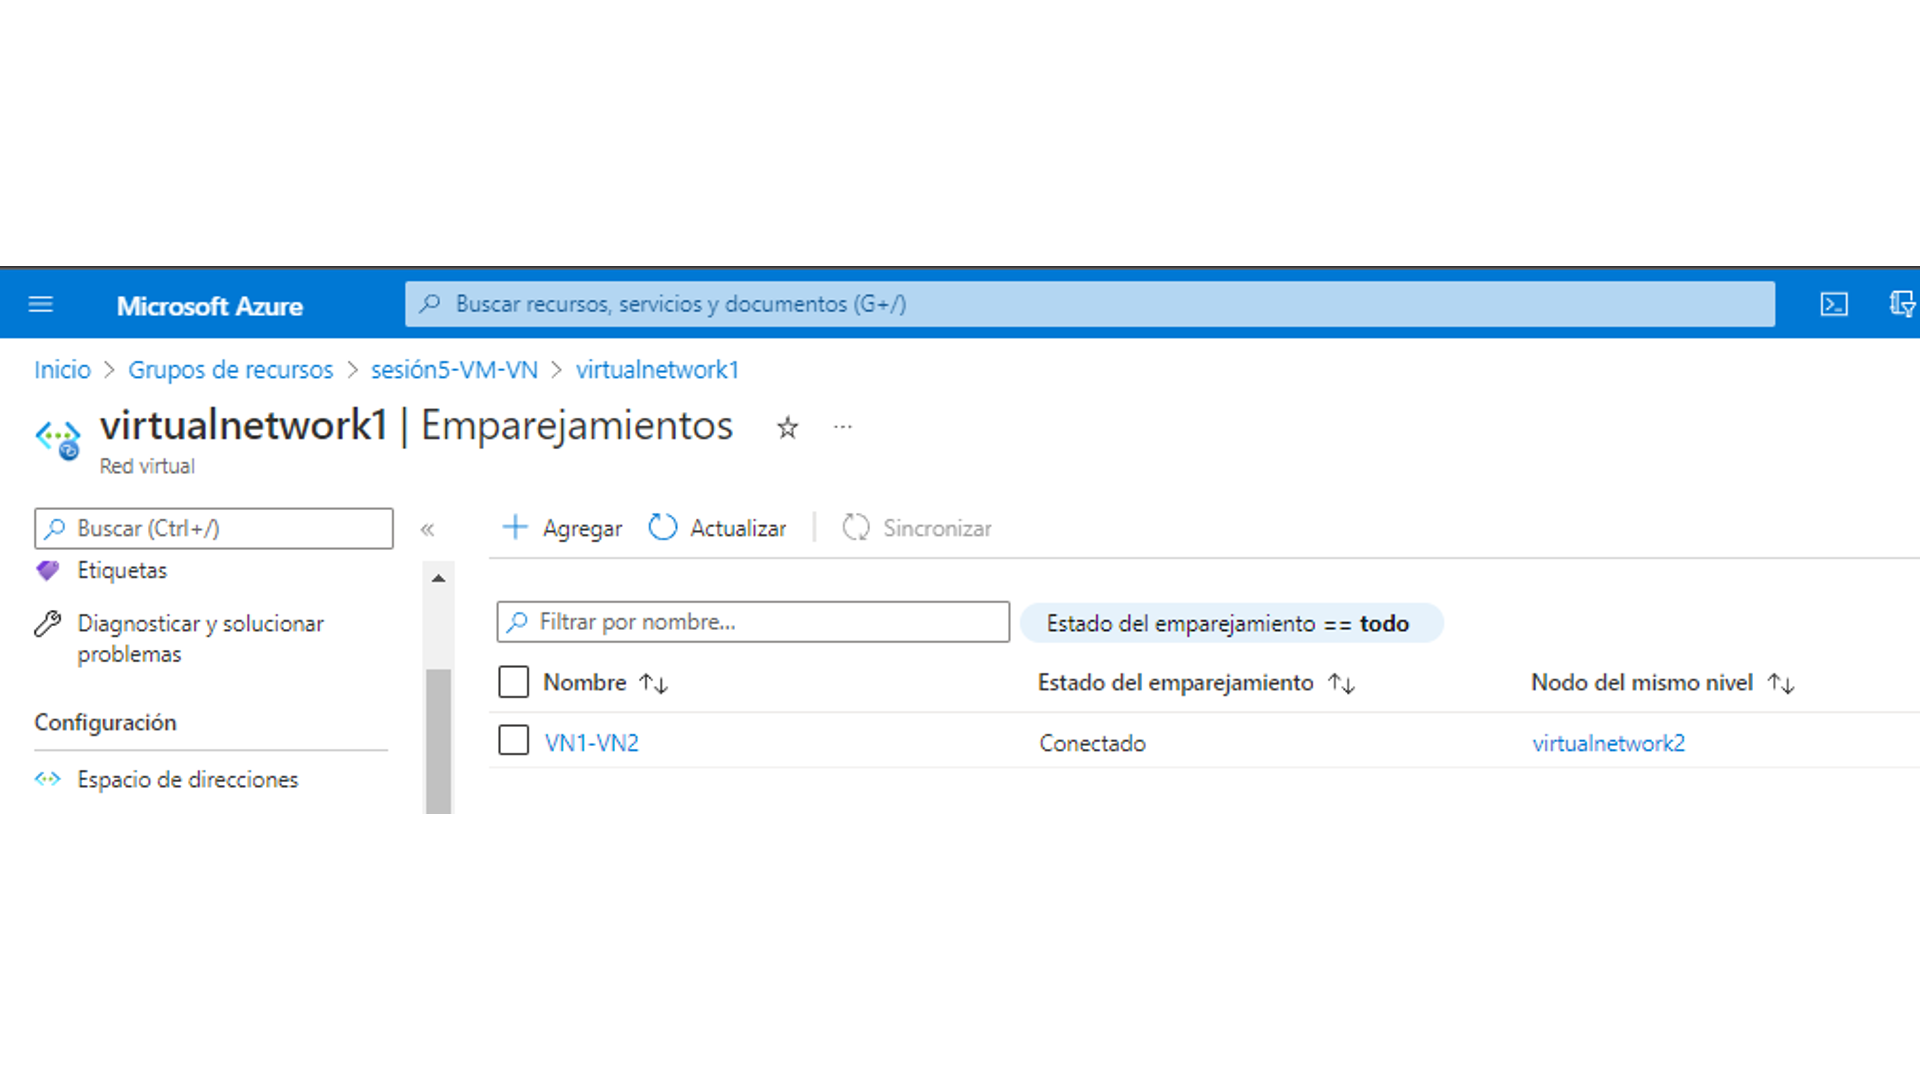 Microsoft Azure
Buscar recursos, servicios y documentos (G+/)
Inicio > Grupos de recursos > sesión5-VM-VN > virtualnetwork1
virtualnetwork1 | Emparejamientos
Red virtual
Buscar (Ctrl+/)
Etiquetas
Diagnosticar y solucionar
problemas
Configuración
Espacio de direcciones
Agregar Actualizar Sincronizar
Filtrar por nombre...
Estado del emparejamiento == todo
Nombre Estado del emparejamiento Nodo del mismo nivel
VN1-VN2 Conectado virtualnetwork2